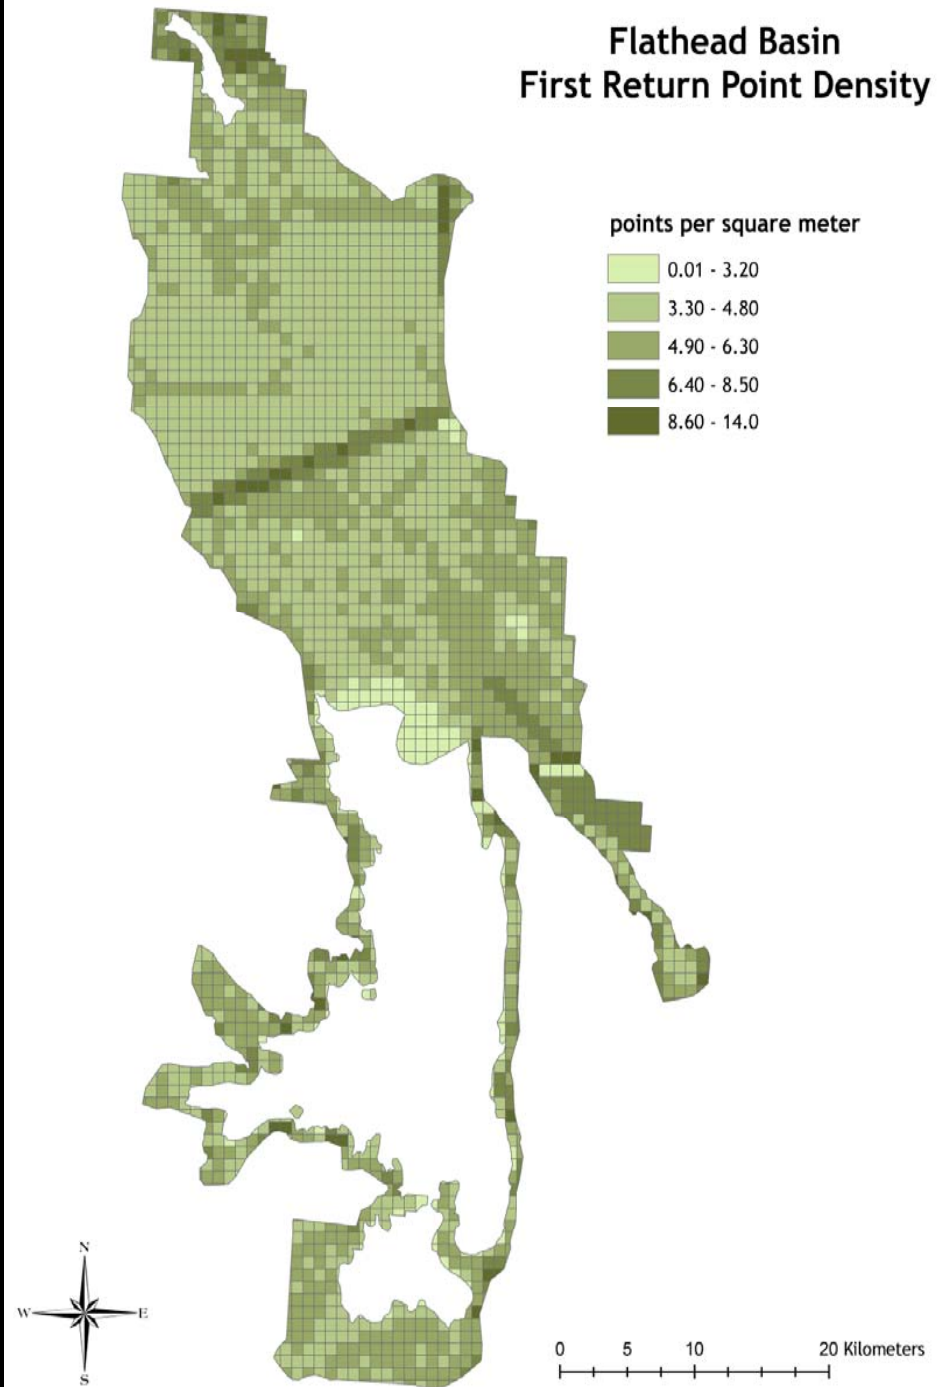 Flathead Basin
First Return Point Density
points per square meter
0.01 - 3.20
3.30 - 4.80
4.90 - 6.30
6.40 - 8.50
8.60 - 14.0
N
W E
S
0 5 10 20 Kilometers